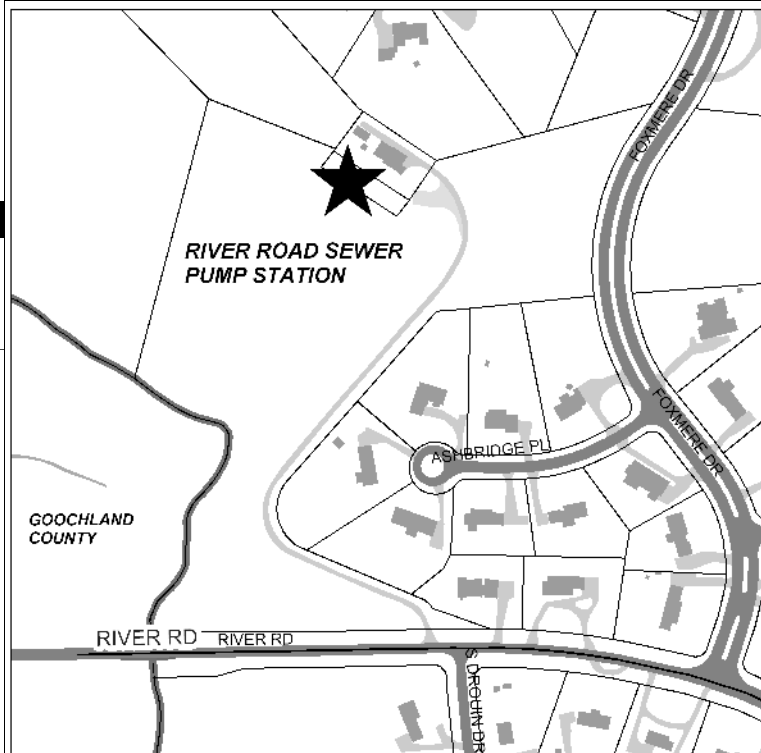 FOXMERE DR
RIVER ROAD SEWER
PUMP STATION
FOXMERE DR
ASHBRIDGE PL
GOOCHLAND
COUNTY
RIVER RD
RIVER RD
S DROUIN DR